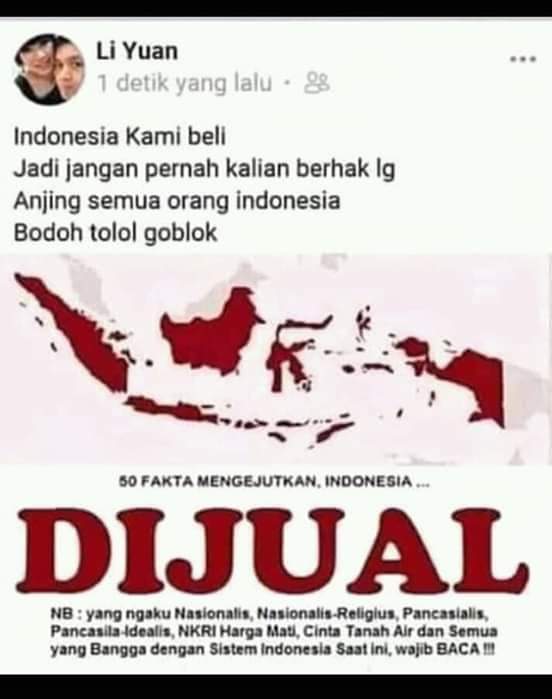 Li Yuan
1 detik yang lalu
Indonesia Kami beli
Jadi jangan pernah kalian berhak lg
Anjing semua orang indonesia
Bodoh tolol goblok
50 FAKTA MENGEJUTKAN, INDONESIA ...
DIJUAL
NB : yang ngaku Nasionalis, Nasionalis-Religius, Pancasialis,
Pancasila-Idealis, NKRI Harga Mati, Cinta Tanah Air dan Semua
yang Bangga dengan Sistem Indonesia Saat ini, wajib BACA !!!